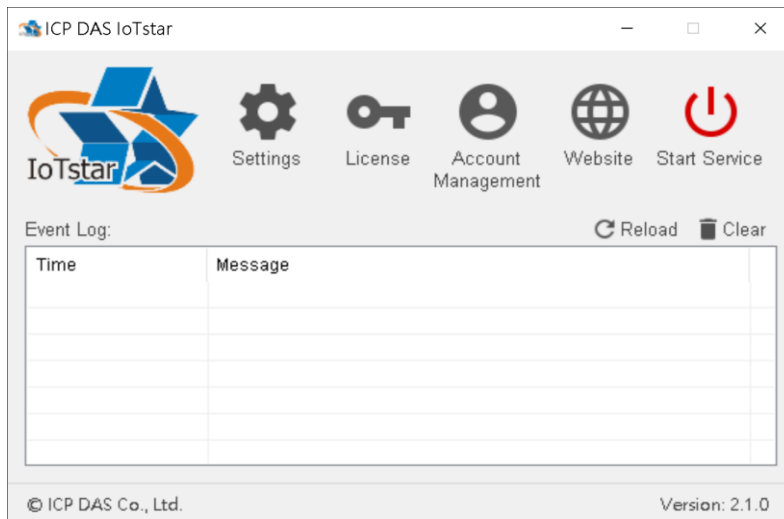 ICP DAS IoTstar
IoTstar
Settings
License
Account
Management
Website
Start Service
Event Log:
Reload
Clear
Time
Message
© ICP DAS Co., Ltd.
Version: 2.1.0